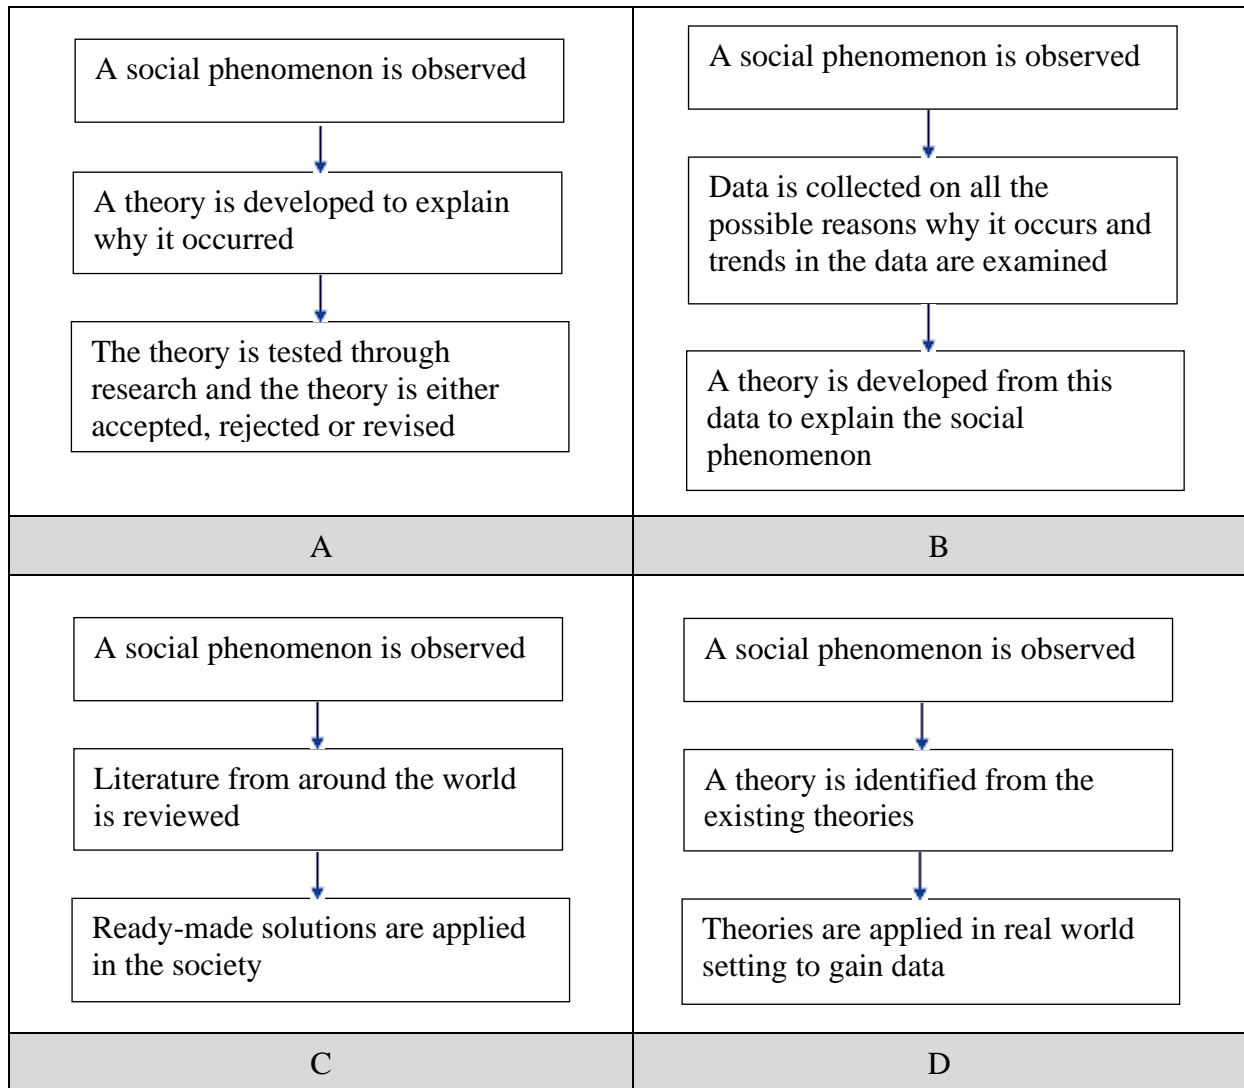 A social phenomenon is observed
A theory is developed to explain
why it occurred
The theory is tested through
research and the theory is either
accepted, rejected or revised
A
A social phenomenon is observed
Data is collected on all the
possible reasons why it occurs and
trends in the data are examined
A theory is developed from this
data to explain the social
phenomenon
B
A social phenomenon is observed
Literature from around the world
is reviewed
Ready-made solutions are applied
in the society
C
A social phenomenon is observed
A theory is identified from the
existing theories
Theories are applied in real world
setting to gain data
D